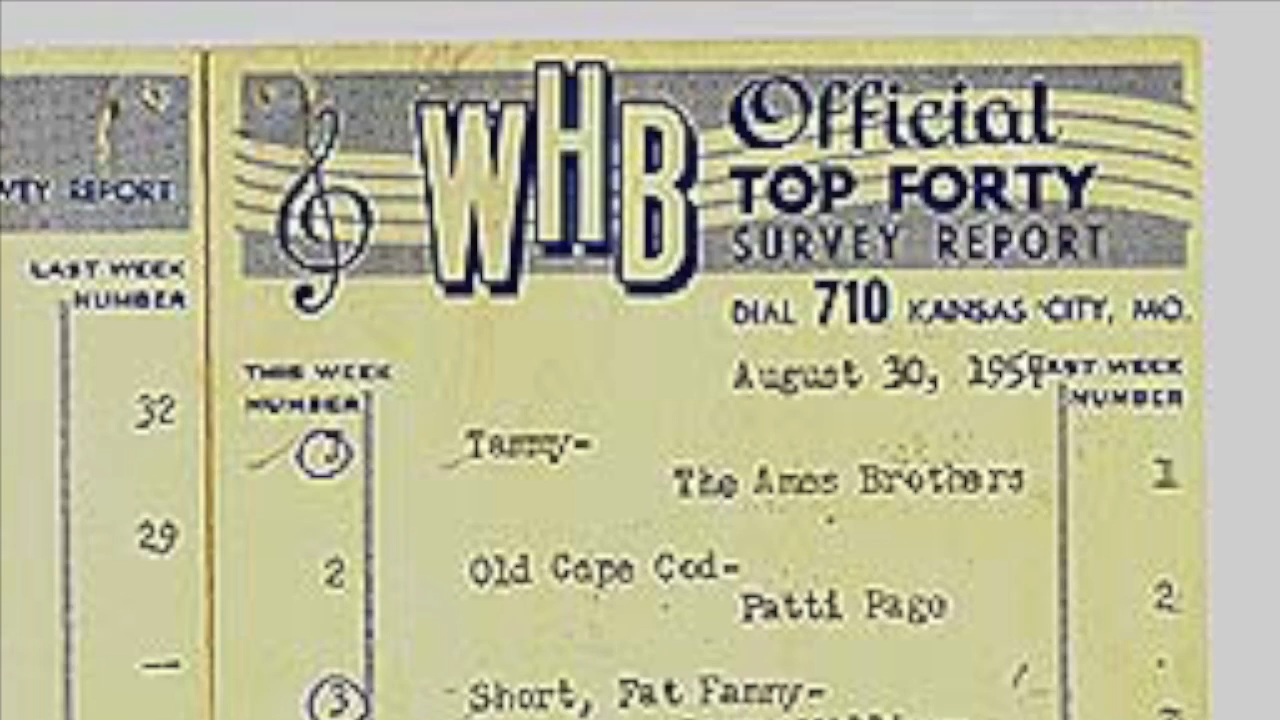 VEY REPORT
LAST WEEK
NUMBER
32
29
—
WHB
Official
TOP FORTY
SURVEY REPORT
DIAL 710 KANSAS CITY, MO.
August 30, 1957
THIS WEEK
NUMBER
LAST WEEK
NUMBER
Tammy-
The Ames Brothers
1
2
Old Cape Cod-
Patti Page
2
3
Short, Fat Fanny-